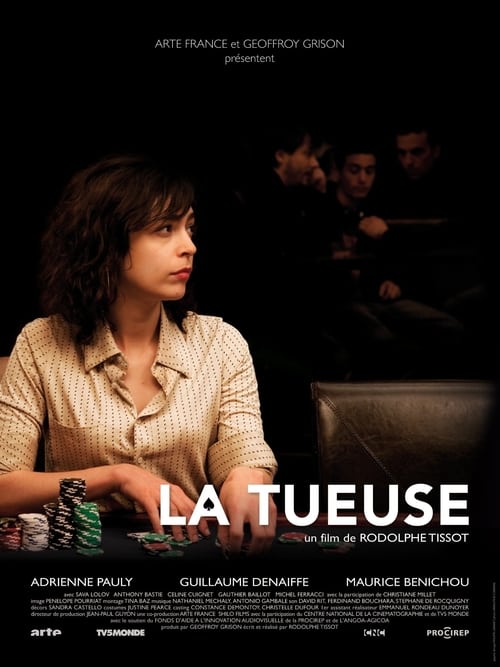 ARTE FRANCE et GEOFFROY GRISON
présentent
LA TUEUSE
un film de RODOLPHE TISSOT
ADRIENNE PAULY GUILLAUME DENAIFFE MAURICE BENICHOU
avec SAVA LOLOV ANTHONY BASTIE CELINE CUIGNET GAUTHIER BAILLOT MICHEL FERRACCI avec la participation de CHRISTIANE MILLET
image PENELOPE POURRIAT montage TINA BAZ musique NATHANIEL MECHALY, ANTONIO GAMBALE son DAVID RIT, FERDINAND BOUCHARA, STEPHANE DE ROCQUIGNY
décors SANDRA CASTELLO costumes JUSTINE PEARCE casting CONSTANCE DEMONTOY, CHRISTELLE DUFOUR 1er assistant réalisateur EMMANUEL RONDEAU DUNOYER
directeur de production JEAN-PAUL GUYON une co-production ARTE FRANCE SHILO FILMS avec la participation du CENTRE NATIONAL DE LA CINEMATOGRAPHIE et de TV5 MONDE
avec le soutien du FONDS D'AIDE A L'INNOVATION AUDIOVISUELLE de la PROCIREP et de L'ANGOA-AGICOA
produit par GEOFFROY GRISON écrit et réalisé par RODOLPHE TISSOT
arte TV5MONDE CNC PROCIREP